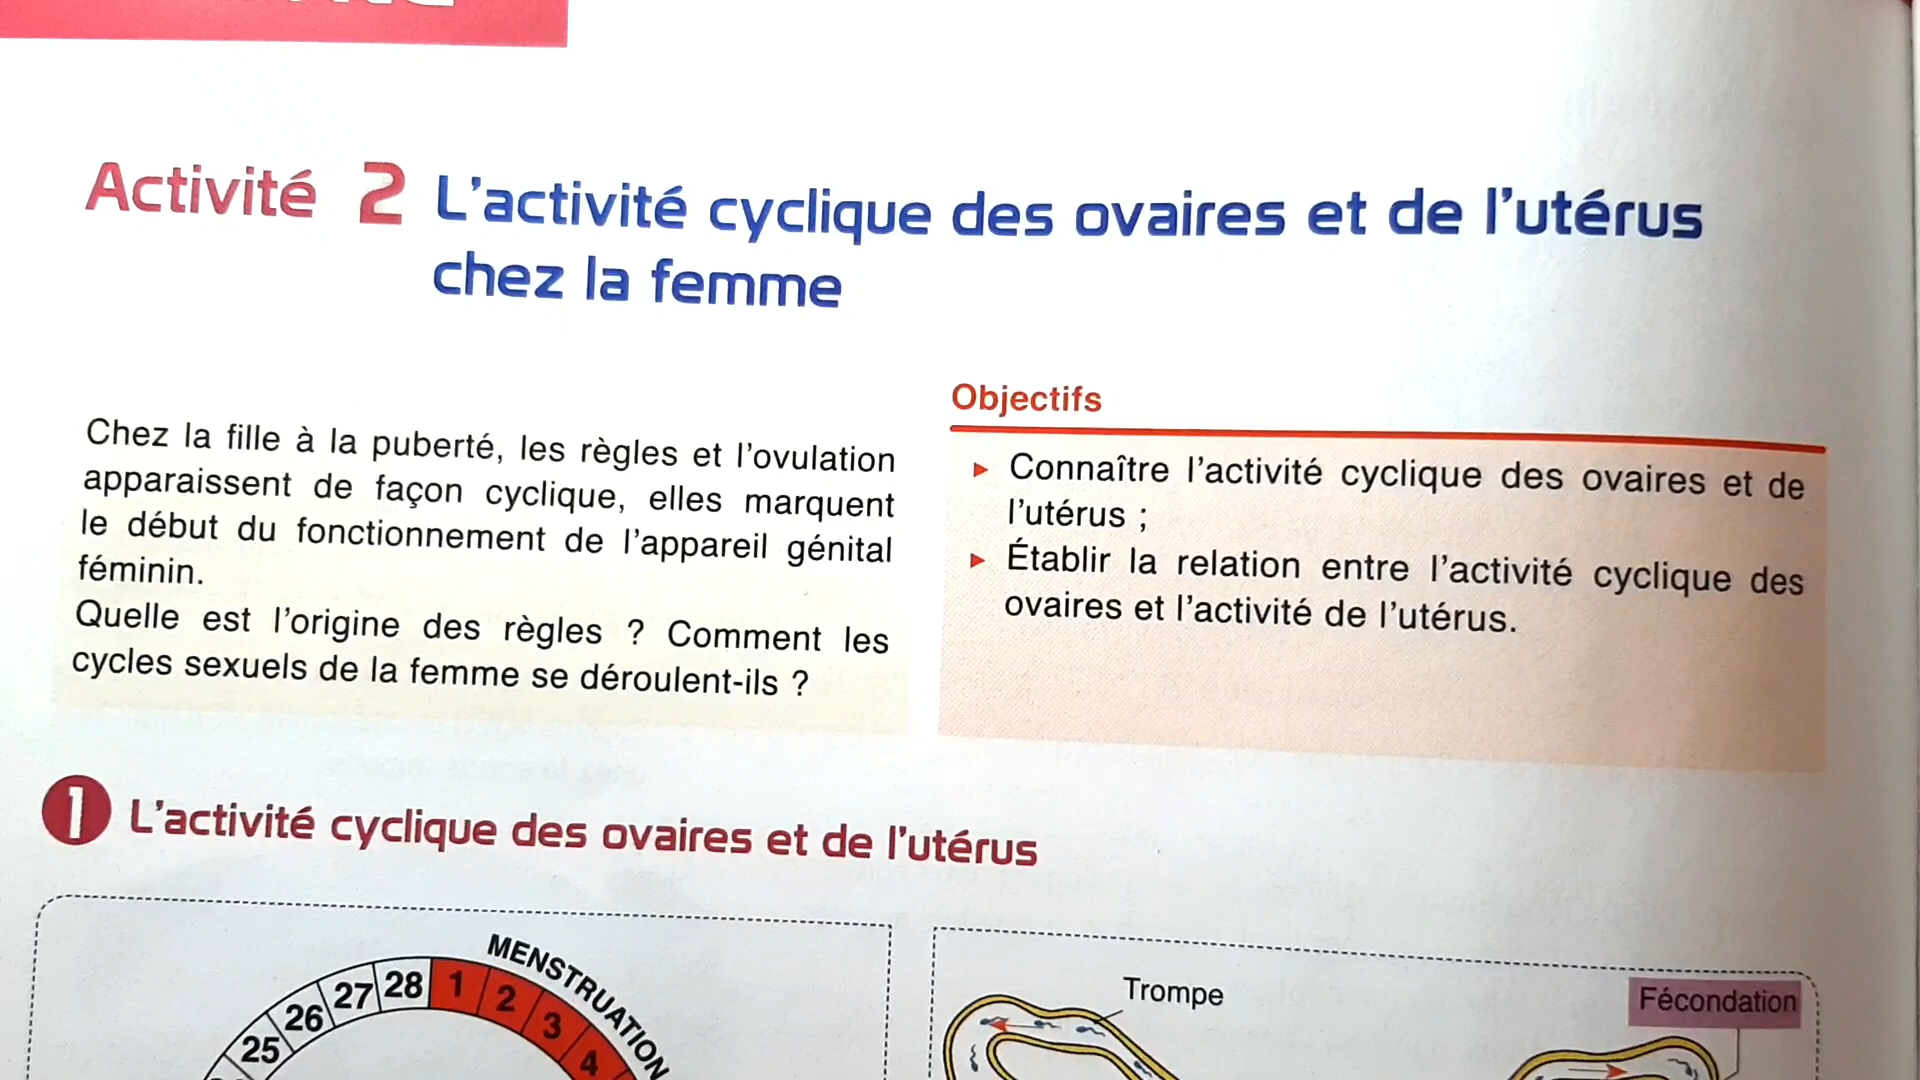 Activité 2 L'activité cyclique des ovaires et de l'utérus
chez la femme
Chez la fille à la puberté, les règles et l'ovulation
apparaissent de façon cyclique, elles marquent
le début du fonctionnement de l'appareil génital
féminin.
Quelle est l'origine des règles ? Comment les
cycles sexuels de la femme se déroulent-ils ?
Objectifs
► Connaître l'activité cyclique des ovaires et de
l'utérus ;
► Établir la relation entre l'activité cyclique des
ovaires et l'activité de l'utérus.
1 L'activité cyclique des ovaires et de l'utérus
MENSTRUATION
25 26 27 28 1 2 3 4
Trompe
Fécondation